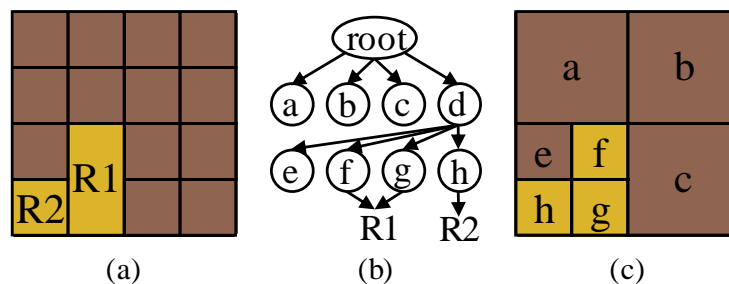 R1
R2
(a)
root
a b c d
e f g h
R1 R2
(b)
a b
e f
c
h g
(c)